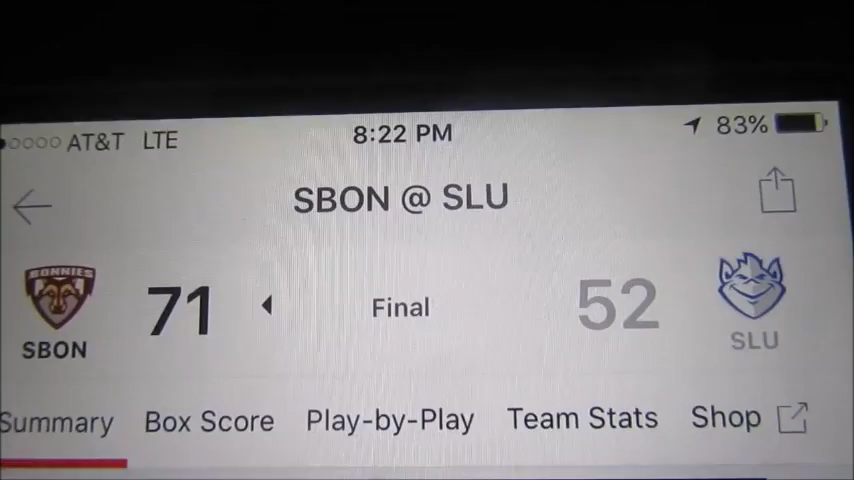 AT&T LTE 8:22 PM 83%
SBON @ SLU
BONNIES
71 Final 52
SBON SLU
Summary Box Score Play-by-Play Team Stats Shop